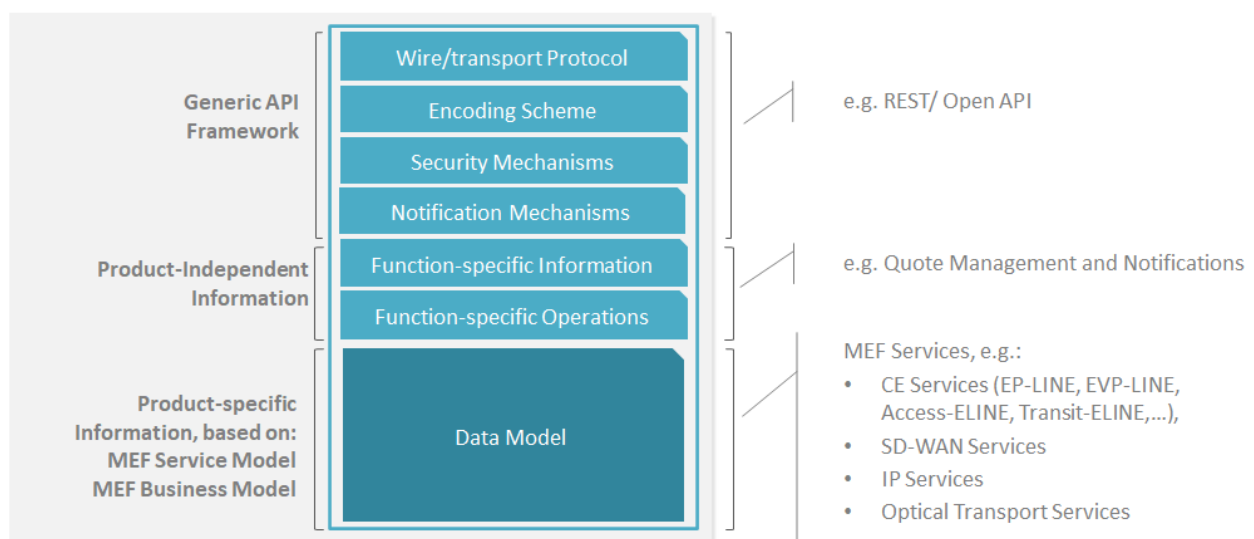 Generic API
Framework
Wire/transport Protocol
Encoding Scheme
Security Mechanisms
Notification Mechanisms
e.g. REST/ Open API
Product-Independent
Information
Function-specific Information
Function-specific Operations
e.g. Quote Management and Notifications
Product-specific
Information, based on:
MEF Service Model
MEF Business Model
Data Model
MEF Services, e.g.:
• CE Services (EP-LINE, EVP-LINE,
Access-ELINE, Transit-ELINE,...),
• SD-WAN Services
• IP Services
• Optical Transport Services